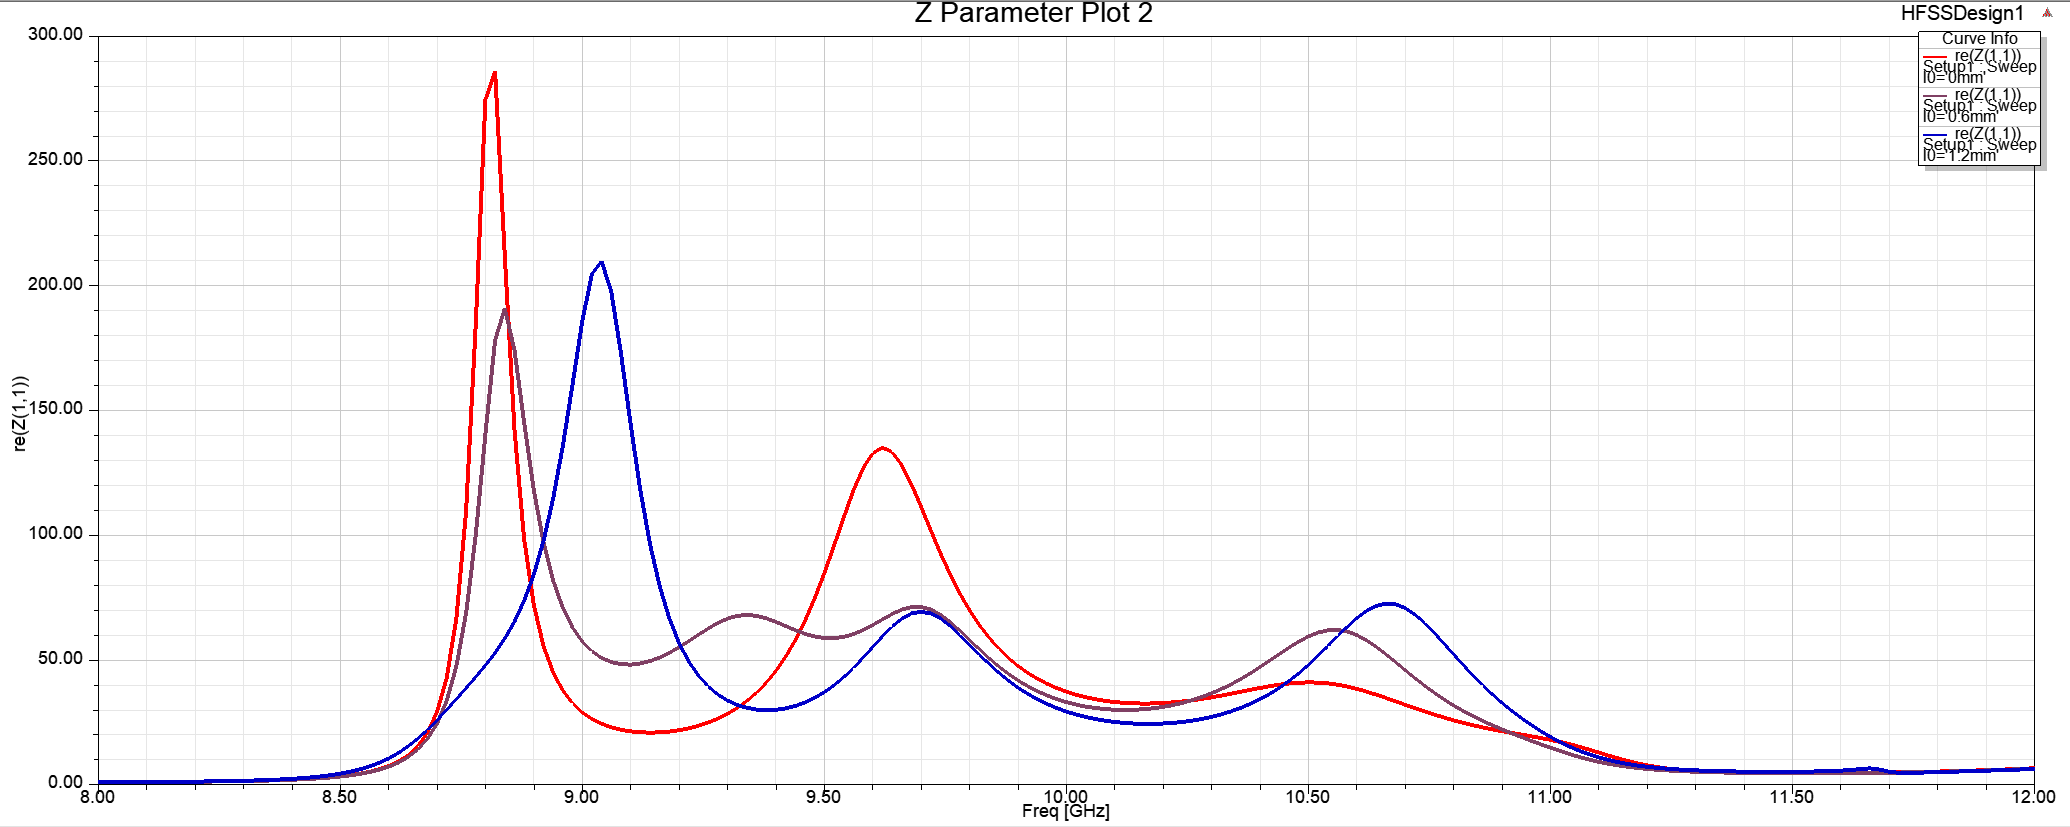 Z Parameter Plot 2
HFSSDesign1
Curve Info
re(Z(1,1))
Setup1 : Sweep
l0='0mm'
re(Z(1,1))
Setup1 : Sweep
l0='0.6mm'
re(Z(1,1))
Setup1 : Sweep
l0='1.2mm'
300.00
250.00
200.00
150.00
100.00
50.00
0.00
re(Z(1,1))
8.00 8.50 9.00 9.50 10.00 10.50 11.00 11.50 12.00
Freq [GHz]